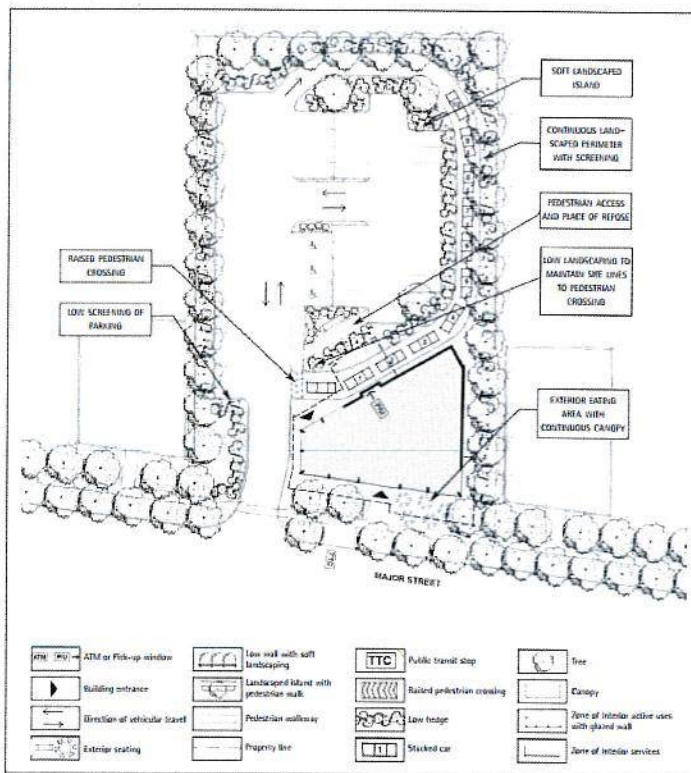 SOFT LANDSCAPED
ISLAND
CONTINUOUS LAND-
SCAPED PERIMETER
WITH SCREENING
PEDESTRIAN ACCESS
AND PLACE OF REPOSE
RAISED PEDESTRIAN
CROSSING
LOW LANDSCAPING TO
MAINTAIN SITE LINES
TO PEDESTRIAN
CROSSING
LOW SCREENING OF
PARKING
EXTERIOR EATING
AREA WITH
CONTINUOUS CANOPY
MAJOR STREET
ATM P/U
ATM or Pick-up window
Building entrance
Direction of vehicular travel
Exterior seating
Low wall with soft
landscaping
Landscaped island with
pedestrian walk
Pedestrian walkway
Property line
TTC
Public transit stop
Raised pedestrian crossing
Low hedge
1
Stacked car
Tree
Canopy
Zone of interior active uses
with glazed wall
Zone of interior services